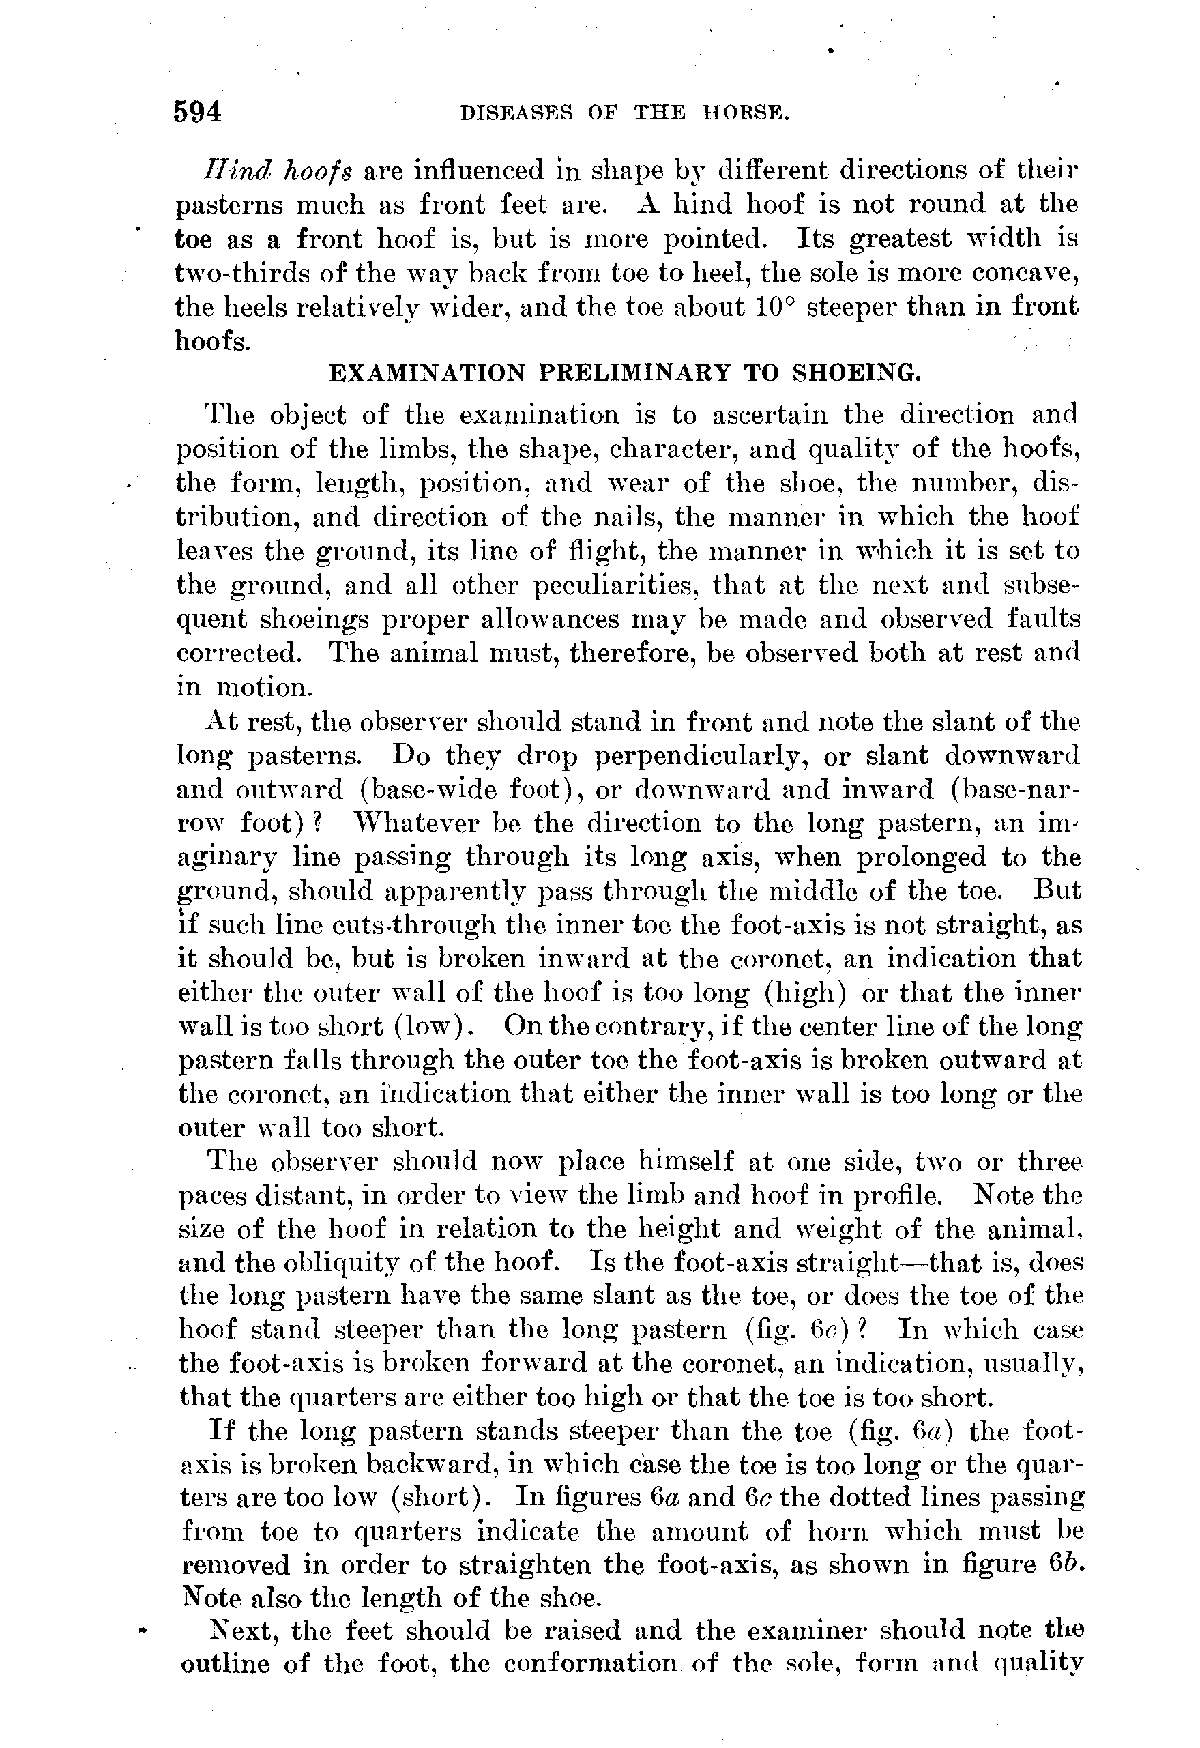 594 DISEASES OF THE HORSE.
Hind hoofs are influenced in shape by different directions of their
pasterns much as front feet are. A hind hoof is not round at the
toe as a front hoof is, but is more pointed. Its greatest width is
two-thirds of the way back from toe to heel, the sole is more concave,
the heels relatively wider, and the toe about 10° steeper than in front
hoofs.
EXAMINATION PRELIMINARY TO SHOEING.
The object of the examination is to ascertain the direction and
position of the limbs, the shape, character, and quality of the hoofs,
the form, length, position, and wear of the shoe, the number, dis-
tribution, and direction of the nails, the manner in which the hoof
leaves the ground, its line of flight, the manner in which it is set to
the ground, and all other peculiarities, that at the next and subse-
quent shoeings proper allowances may be made and observed faults
corrected. The animal must, therefore, be observed both at rest and
in motion.
At rest, the observer should stand in front and note the slant of the
long pasterns. Do they drop perpendicularly, or slant downward
and outward (base-wide foot), or downward and inward (base-nar-
row foot)? Whatever be the direction to the long pastern, an im-
aginary line passing through its long axis, when prolonged to the
ground, should apparently pass through the middle of the toe. But
if such line cuts through the inner toe the foot-axis is not straight, as
it should be, but is broken inward at the coronet, an indication that
either the outer wall of the hoof is too long (high) or that the inner
wall is too short (low). On the contrary, if the center line of the long
pastern falls through the outer toe the foot-axis is broken outward at
the coronet, an indication that either the inner wall is too long or the
outer wall too short.
The observer should now place himself at one side, two or three
paces distant, in order to view the limb and hoof in profile. Note the
size of the hoof in relation to the height and weight of the animal,
and the obliquity of the hoof. Is the foot-axis straight—that is, does
the long pastern have the same slant as the toe, or does the toe of the
hoof stand steeper than the long pastern (fig. 6c)? In which case
the foot-axis is broken forward at the coronet, an indication, usually,
that the quarters are either too high or that the toe is too short.
If the long pastern stands steeper than the toe (fig. 6a) the foot-
axis is broken backward, in which case the toe is too long or the quar-
ters are too low (short). In figures 6a and 6c the dotted lines passing
from toe to quarters indicate the amount of horn which must be
removed in order to straighten the foot-axis, as shown in figure 6b.
Note also the length of the shoe.
Next, the feet should be raised and the examiner should note the
outline of the foot, the conformation of the sole, form and quality